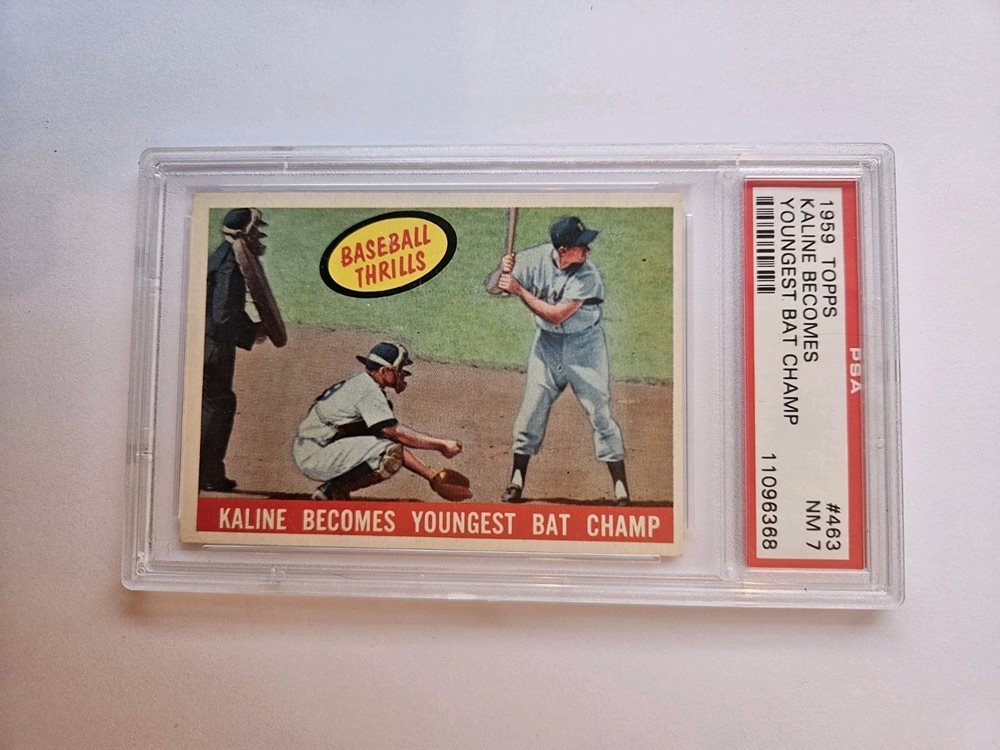 BASEBALL
THRILLS
KALINE BECOMES YOUNGEST BAT CHAMP
PSA
1959 TOPPS #463
KALINE BECOMES NM 7
YOUNGEST BAT CHAMP
11096368